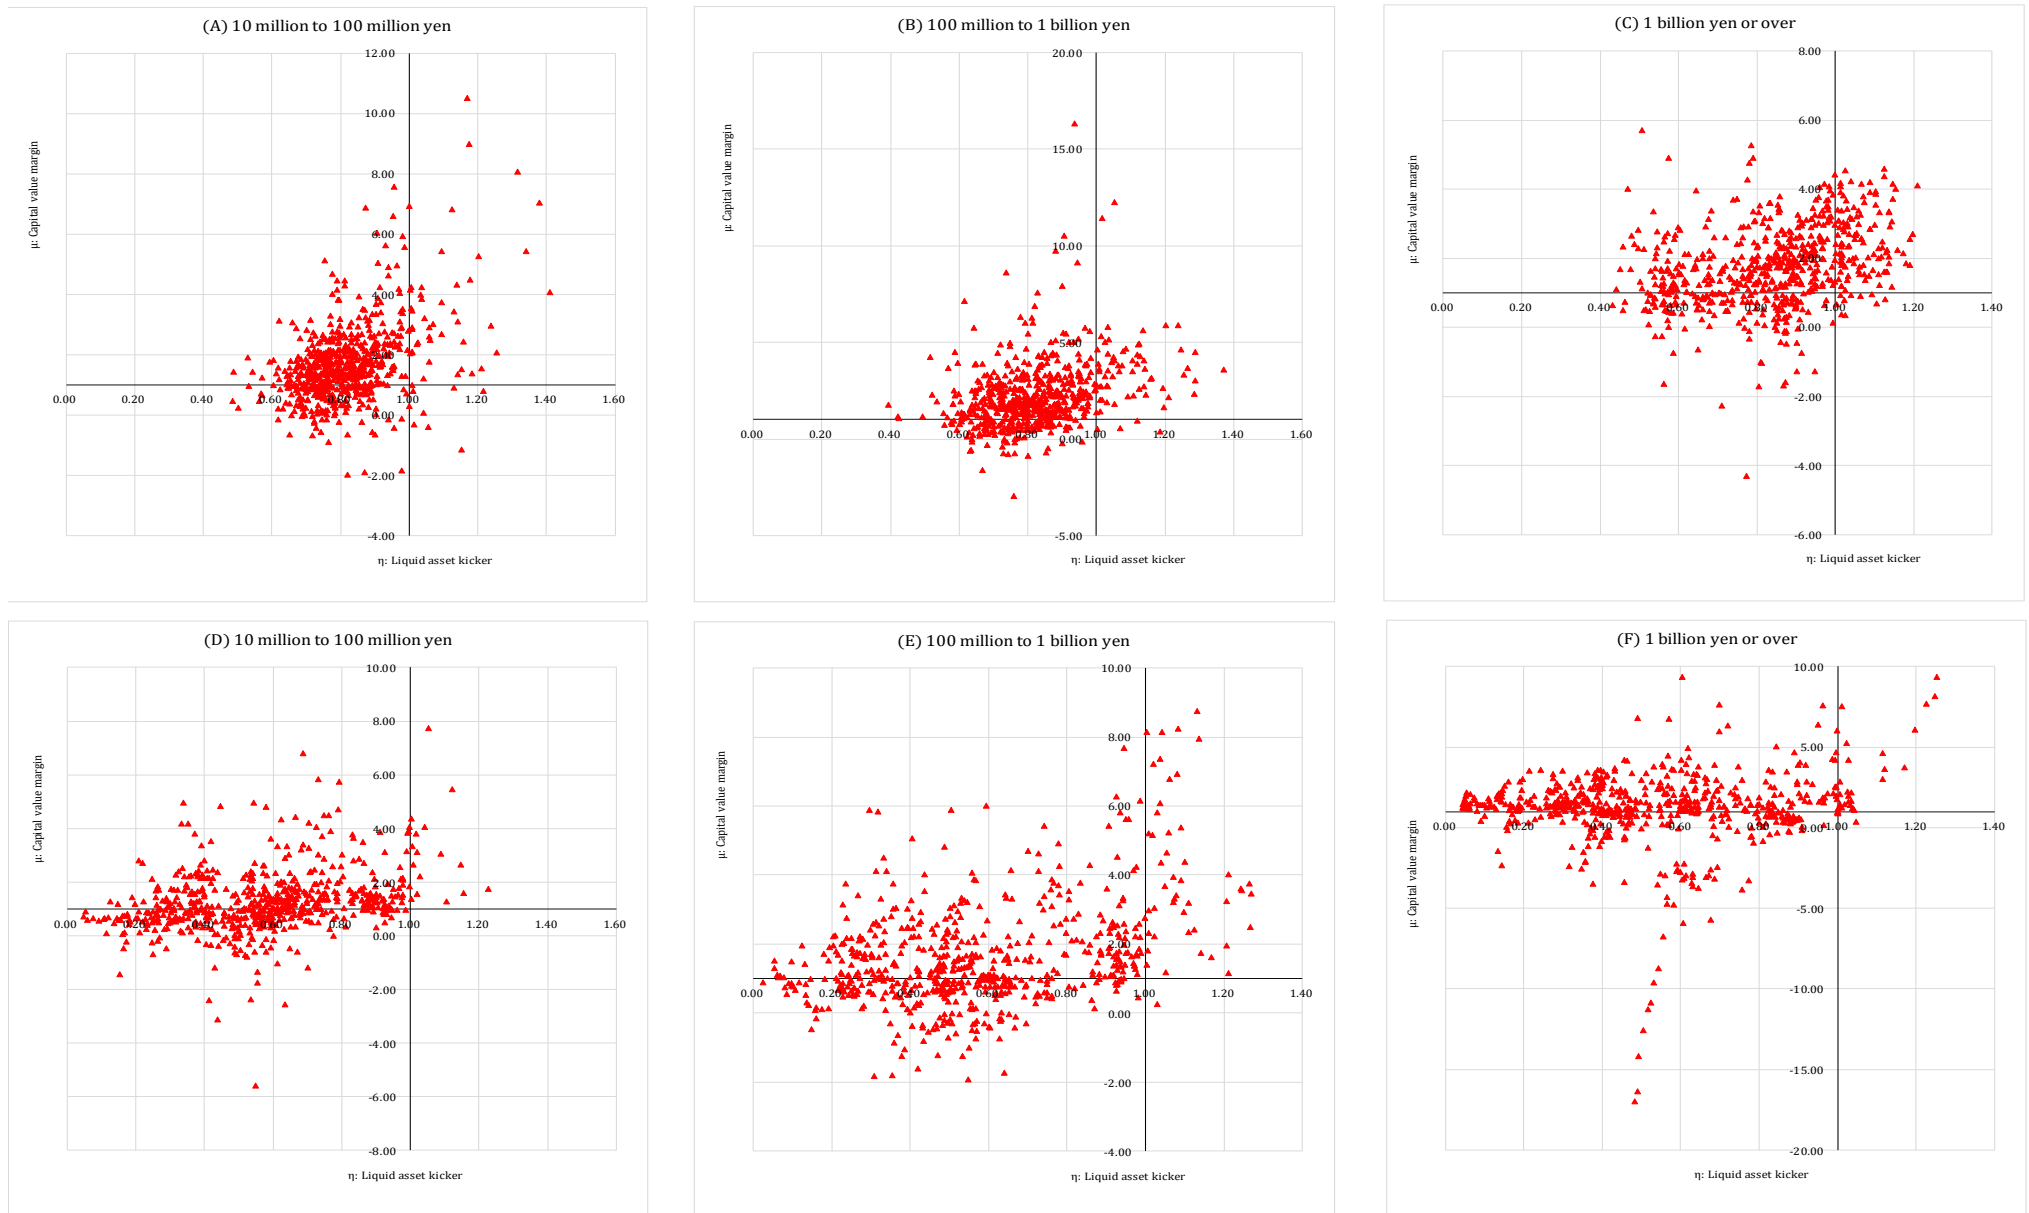 (A) 10 million to 100 million yen
12.00
10.00
8.00
6.00
4.00
2.00
0.00
-2.00
-4.00
0.00 0.20 0.40 0.60 0.80 1.00 1.20 1.40 1.60
μ: Capital value margin
η: Liquid asset kicker
(B) 100 million to 1 billion yen
20.00
15.00
10.00
5.00
0.00
-5.00
0.00 0.20 0.40 0.60 0.80 1.00 1.20 1.40 1.60
μ: Capital value margin
η: Liquid asset kicker
(C) 1 billion yen or over
8.00
6.00
4.00
2.00
0.00
-2.00
-4.00
-6.00
0.00 0.20 0.40 0.60 0.80 1.00 1.20 1.40
μ: Capital value margin
η: Liquid asset kicker
(D) 10 million to 100 million yen
10.00
8.00
6.00
4.00
2.00
0.00
-2.00
-4.00
-6.00
-8.00
0.00 0.20 0.40 0.60 0.80 1.00 1.20 1.40 1.60
μ: Capital value margin
η: Liquid asset kicker
(E) 100 million to 1 billion yen
10.00
8.00
6.00
4.00
2.00
0.00
-2.00
-4.00
0.00 0.20 0.40 0.60 0.80 1.00 1.20 1.40
μ: Capital value margin
η: Liquid asset kicker
(F) 1 billion yen or over
10.00
5.00
0.00
-5.00
-10.00
-15.00
-20.00
0.00 0.20 0.40 0.60 0.80 1.00 1.20 1.40
μ: Capital value margin
η: Liquid asset kicker